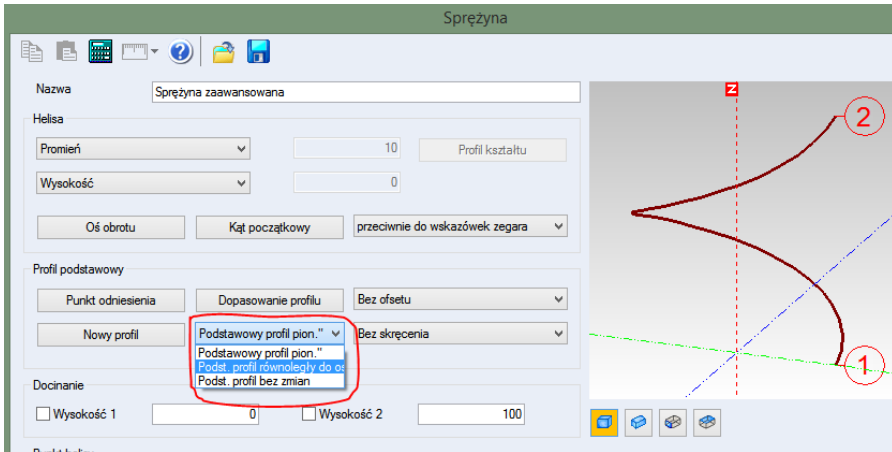 Sprężyna
Nazwa
Sprężyna zaawansowana
Helisa
Promień
10
Profil kształtu
Wysokość
0
Oś obrotu
Kąt początkowy
przeciwnie do wskazówek zegara
Profil podstawowy
Punkt odniesienia
Dopasowanie profilu
Bez ofsetu
Nowy profil
Podstawowy profil pion."
Bez skręcenia
Podstawowy profil pion."
Podst. profil równoległy do os
Podst. profil bez zmian
Docinanie
Wysokość 1
0
Wysokość 2
100
Z
2
1